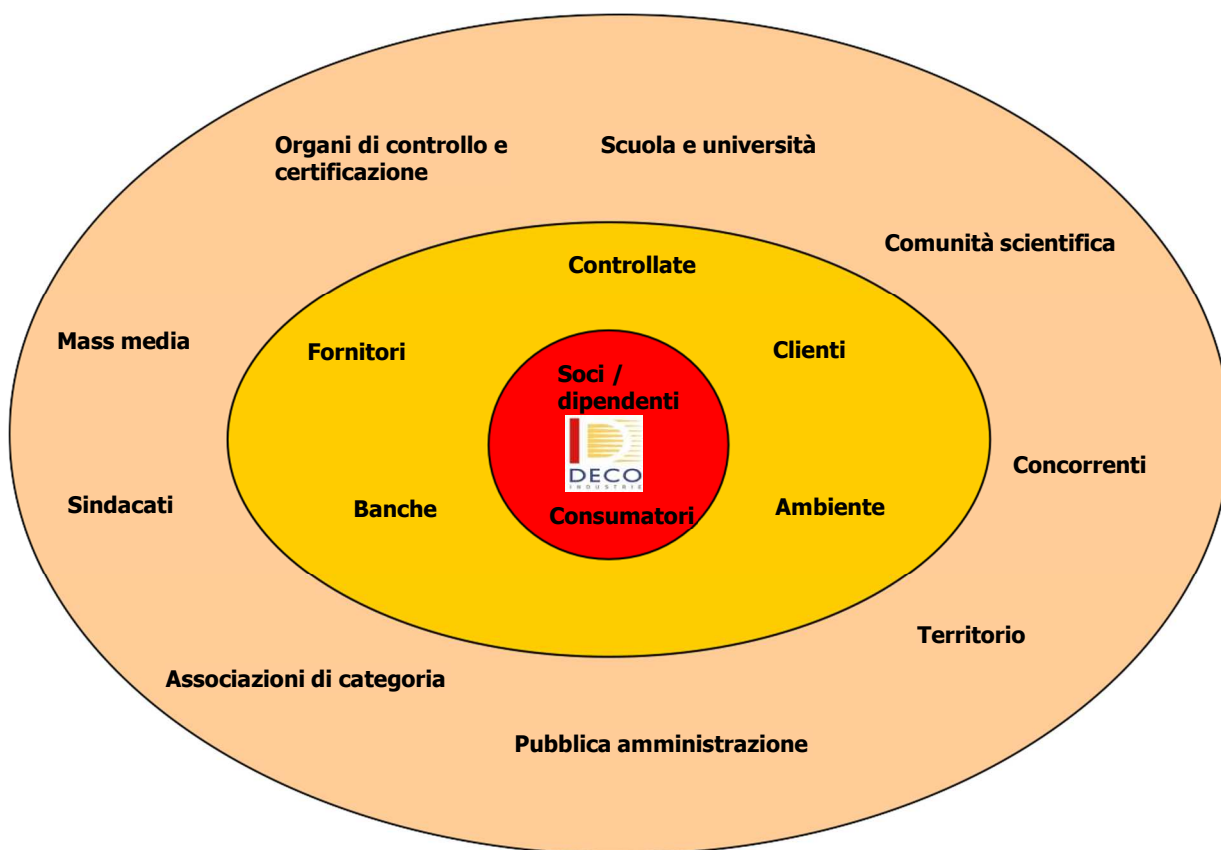 Organi di controllo e
certificazione
Scuola e università
Comunità scientifica
Controllate
Mass media
Fornitori
Clienti
Soci /
dipendenti
DECO
INDUSTRIE
Concorrenti
Sindacati
Banche
Consumatori
Ambiente
Territorio
Associazioni di categoria
Pubblica amministrazione